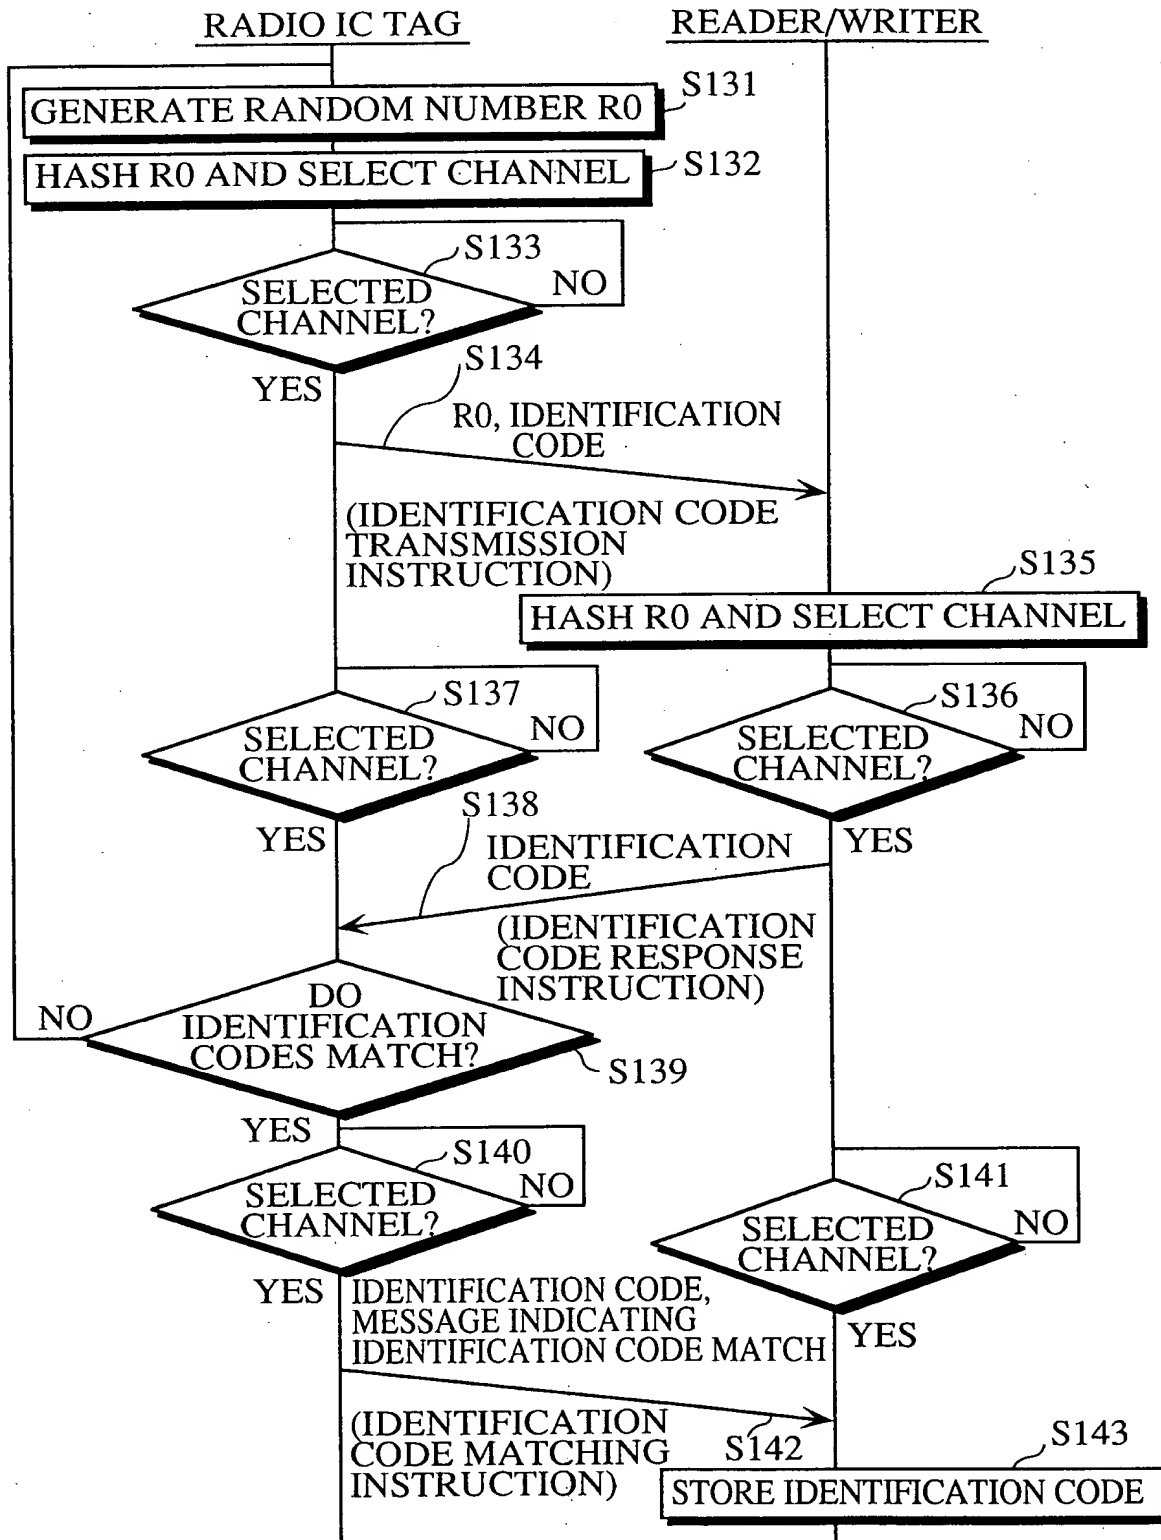 RADIO IC TAG
READER/WRITER
GENERATE RANDOM NUMBER R0
S131
HASH R0 AND SELECT CHANNEL
S132
S133
SELECTED
CHANNEL?
NO
YES
S134
R0, IDENTIFICATION
CODE
(IDENTIFICATION CODE
TRANSMISSION
INSTRUCTION)
S135
HASH R0 AND SELECT CHANNEL
S137
SELECTED
CHANNEL?
NO
YES
S136
SELECTED
CHANNEL?
NO
YES
S138
IDENTIFICATION
CODE
(IDENTIFICATION
CODE RESPONSE
INSTRUCTION)
DO
IDENTIFICATION
CODES MATCH?
NO
S139
YES
S140
SELECTED
CHANNEL?
NO
YES
S141
SELECTED
CHANNEL?
NO
YES
IDENTIFICATION CODE,
MESSAGE INDICATING
IDENTIFICATION CODE MATCH
(IDENTIFICATION
CODE MATCHING
INSTRUCTION)
S142
S143
STORE IDENTIFICATION CODE